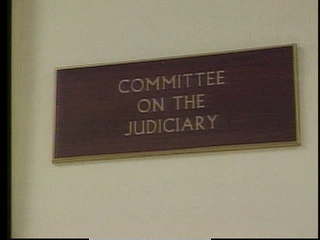 COMMITTEE
ON THE
JUDICIARY